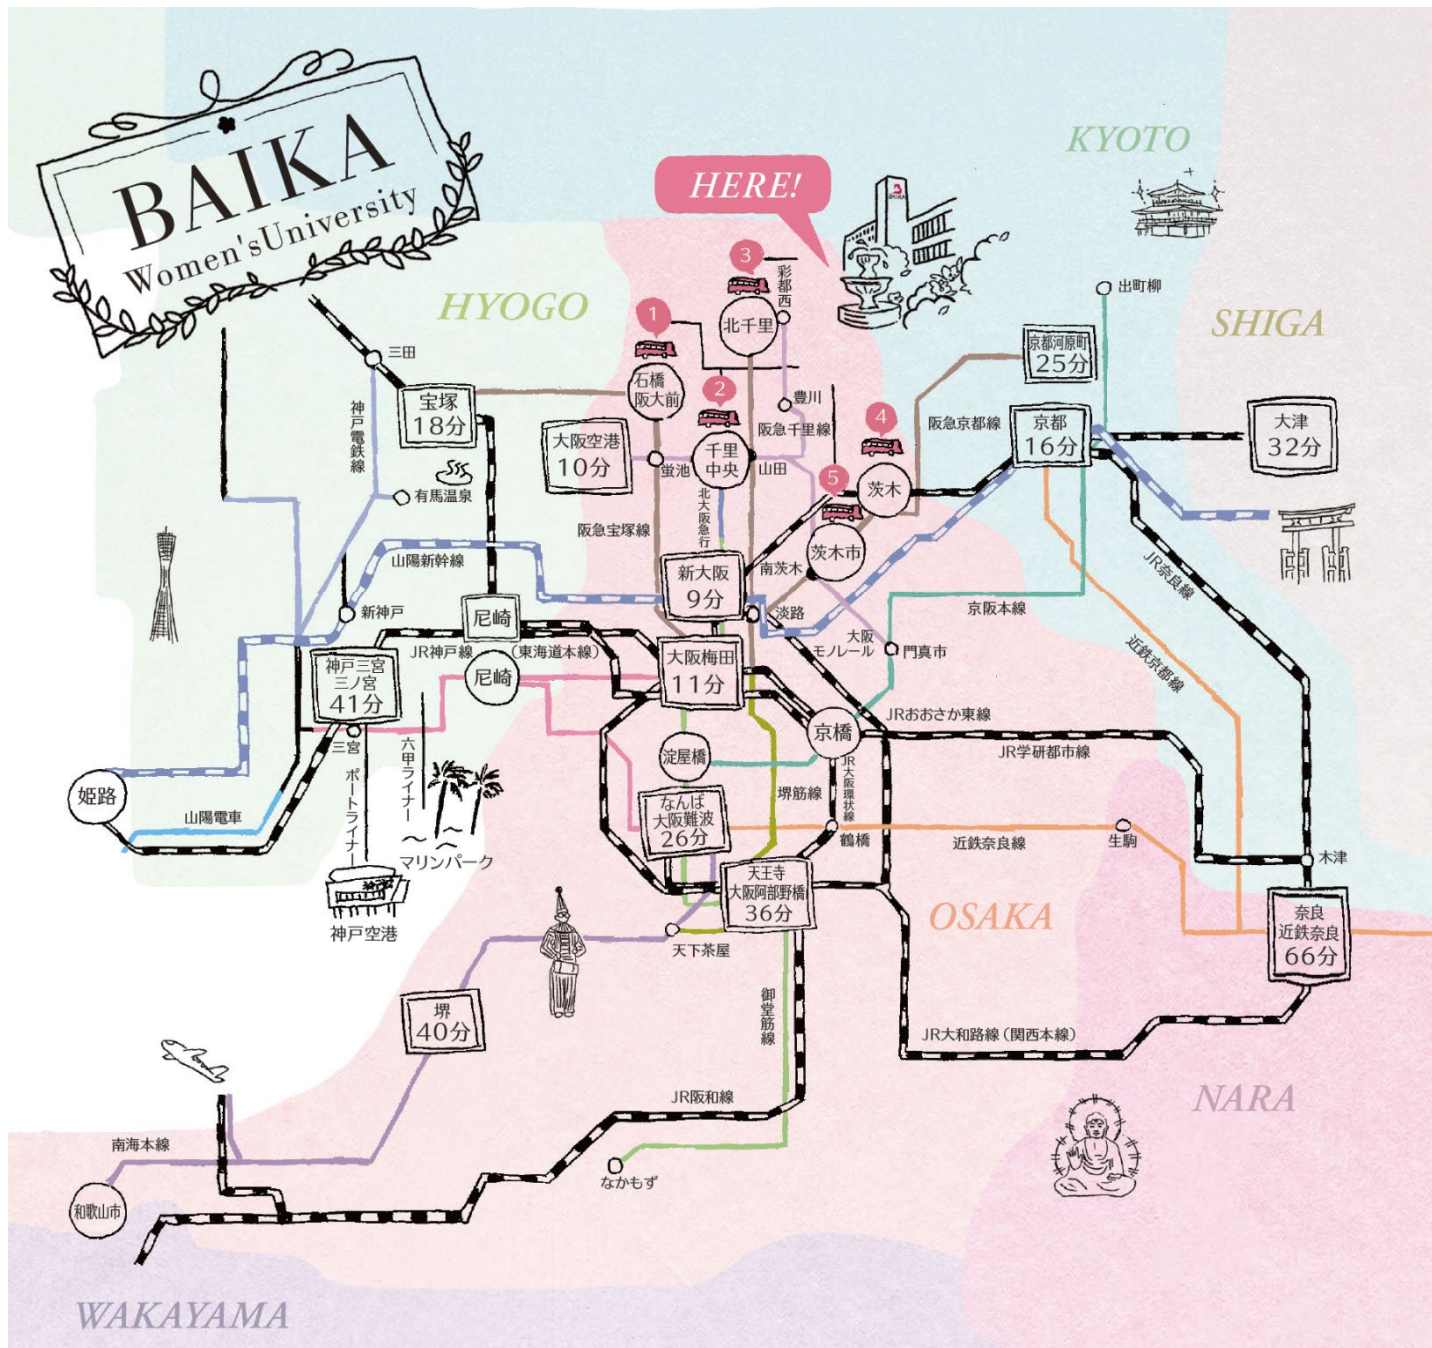 BAIKA
Women'sUniversity
HERE!
KYOTO
HYOGO
SHIGA
OSAKA
NARA
WAKAYAMA
1
2
3
4
5
彩都西
北千里
石橋
阪大前
豊川
阪急千里線
千里
中央
山田
大阪空港
10分
蛍池
北大阪急行
阪急宝塚線
三田
宝塚
18分
神戸電鉄線
有馬温泉
山陽新幹線
新神戸
出町柳
京都河原町
25分
阪急京都線
京都
16分
大津
32分
茨木
茨木市
南茨木
新大阪
9分
淡路
大阪
モノレール
門真市
京阪本線
JR奈良線
近鉄京都線
尼崎
JR神戸線
(東海道本線)
尼崎
大阪梅田
11分
神戸三宮
三ノ宮
41分
三宮
六甲ライナー
ポートライナー
マリンパーク
神戸空港
姫路
山陽電車
京橋
JRおおさか東線
JR学研都市線
淀屋橋
JR大阪環状線
堺筋線
なんば
大阪難波
26分
鶴橋
近鉄奈良線
生駒
木津
天王寺
大阪阿部野橋
36分
奈良
近鉄奈良
66分
天下茶屋
御堂筋線
堺
40分
JR大和路線(関西本線)
JR阪和線
南海本線
なかもず
和歌山市